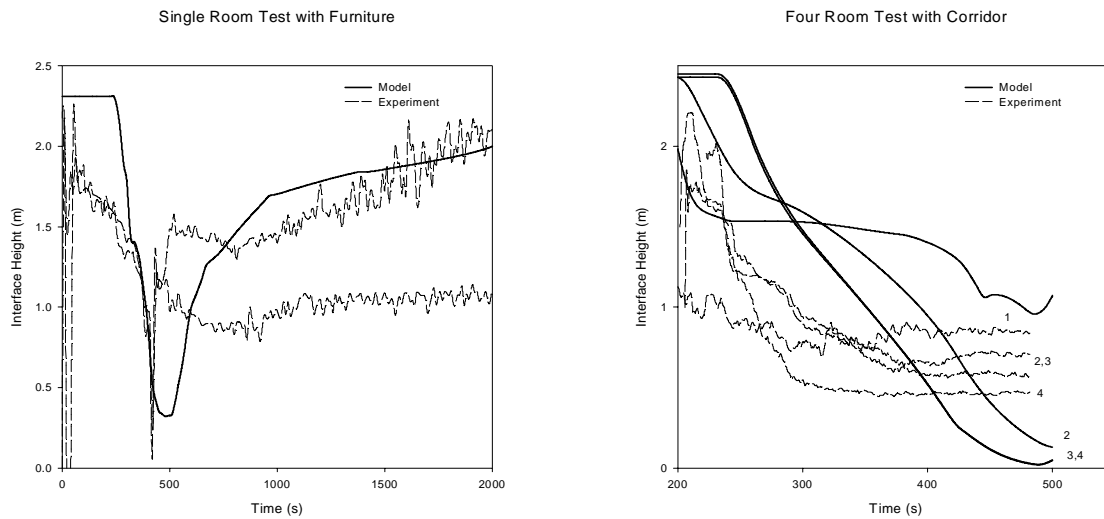 Single Room Test with Furniture
Four Room Test with Corridor
2.5
2.0
1.5
1.0
0.5
0.0
Interface Height (m)
Model
Experiment
0
500
1000
1500
2000
Time (s)
2
1
0
Interface Height (m)
Model
Experiment
1
2,3
4
2
3,4
200
300
400
500
Time (s)